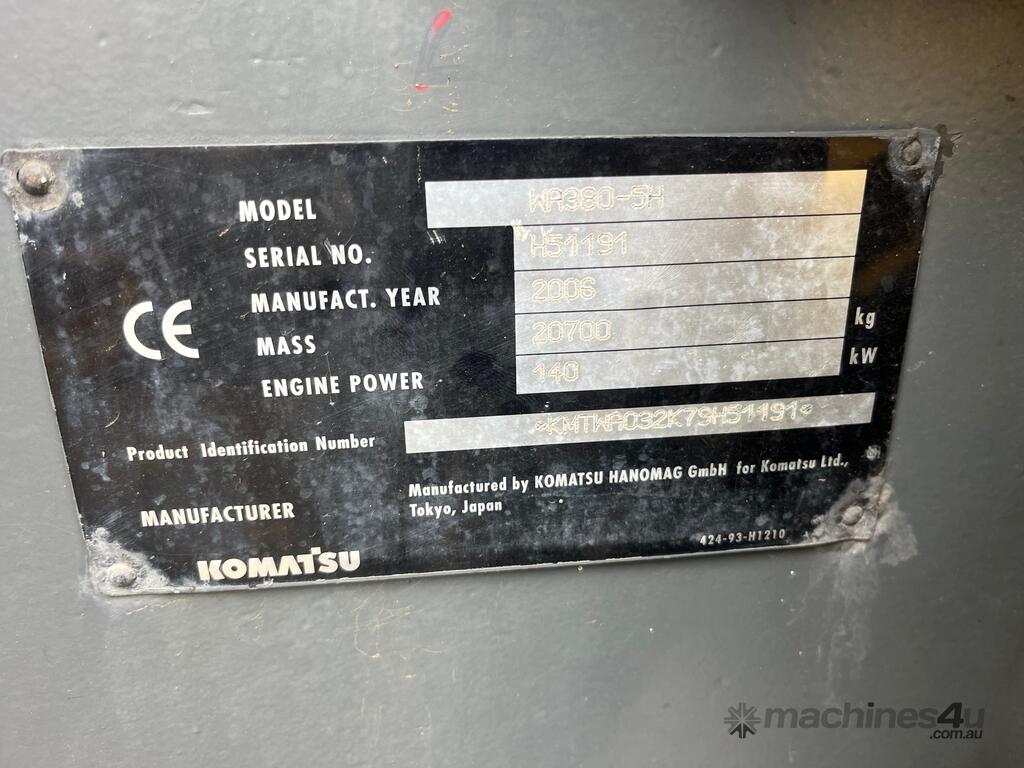 MODEL WA380-5H
SERIAL NO. H51191
MANUFACT. YEAR 2006
MASS 20700 kg
ENGINE POWER 140 kW
CE
Product Identification Number *KMTWA032K79H51191*
MANUFACTURER Manufactured by KOMATSU HANOMAG GmbH for Komatsu Ltd.,
Tokyo, Japan
424-93-H1210
KOMATSU
machines4u
.com.au